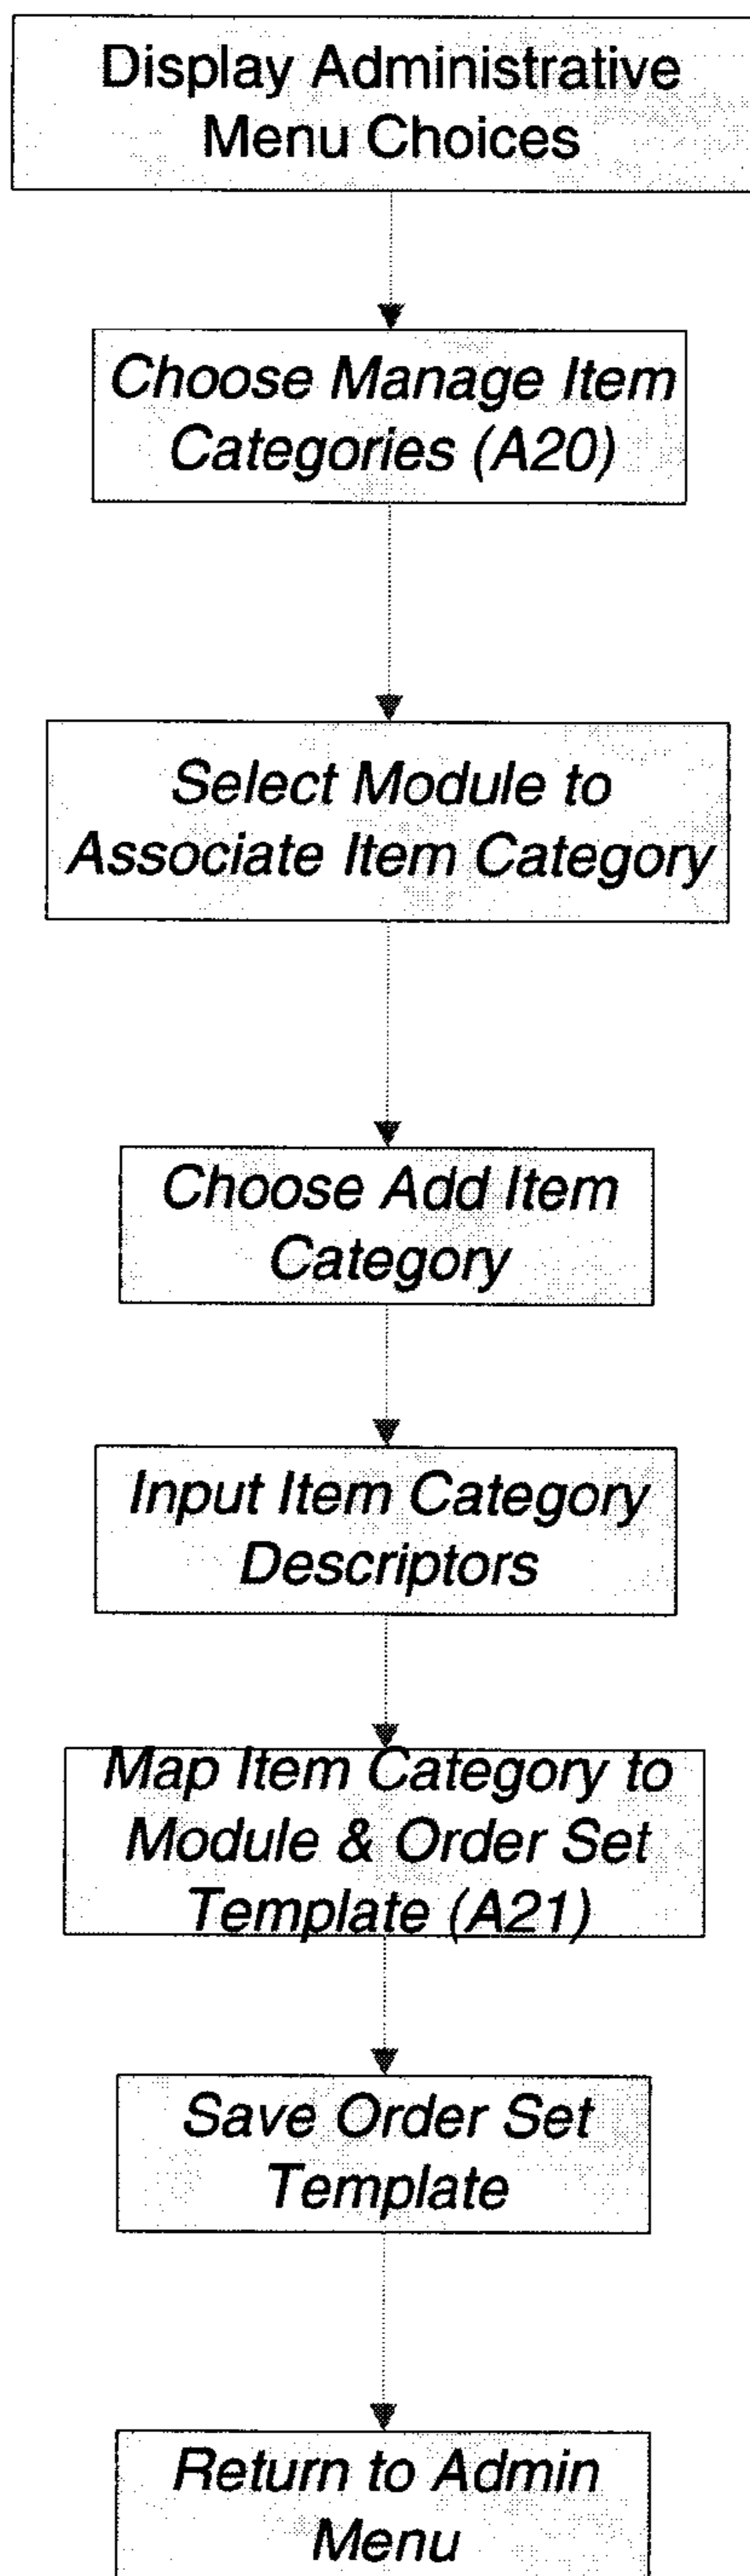 Display Administrative
Menu Choices
Choose Manage Item
Categories (A20)
Select Module to
Associate Item Category
Choose Add Item
Category
Input Item Category
Descriptors
Map Item Category to
Module & Order Set
Template (A21)
Save Order Set
Template
Return to Admin
Menu